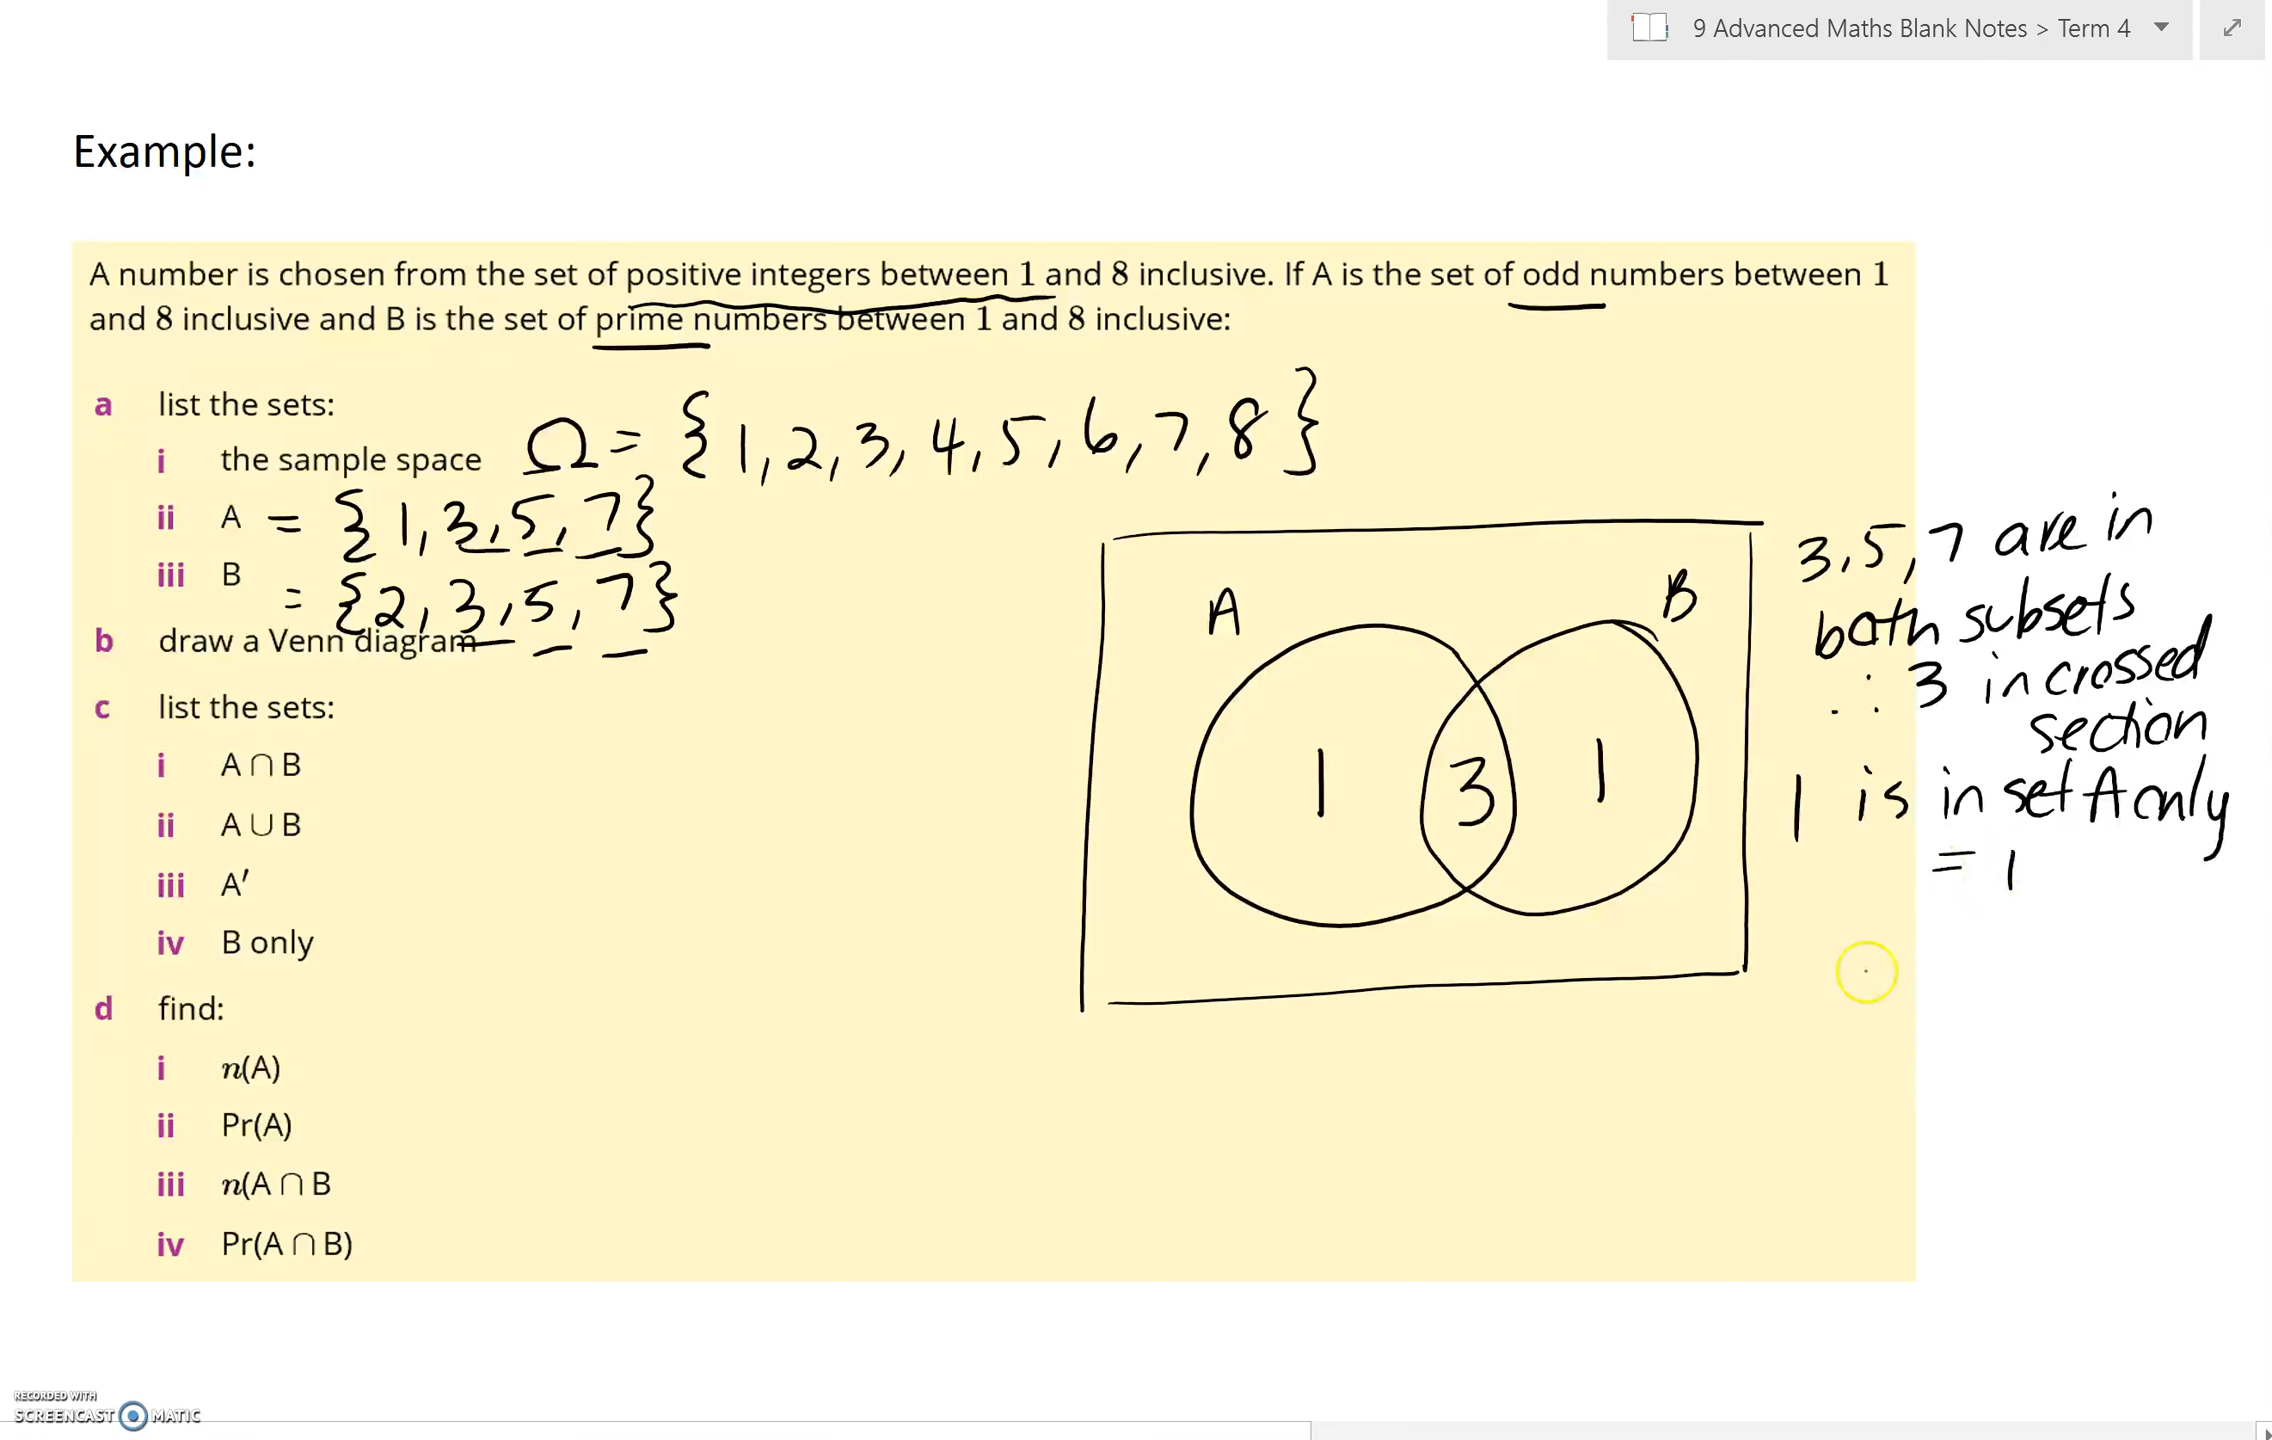 9 Advanced Maths Blank Notes > Term 4
Example:
A number is chosen from the set of positive integers between 1 and 8 inclusive. If A is the set of odd numbers between 1
and 8 inclusive and B is the set of prime numbers between 1 and 8 inclusive:
a list the sets:
i the sample space Ω = {1, 2, 3, 4, 5, 6, 7, 8}
ii A = {1, 3, 5, 7}
iii B = {2, 3, 5, 7}
b draw a Venn diagram
c list the sets:
i A ∩ B
ii A ∪ B
iii A′
iv B only
d find:
i n(A)
ii Pr(A)
iii n(A ∩ B
iv Pr(A ∩ B)
A B
1 3 1
3, 5, 7 are in
both subsets
∴ 3 in crossed
section
1 is in set A only
= 1
RECORDED WITH
SCREENCAST MATIC